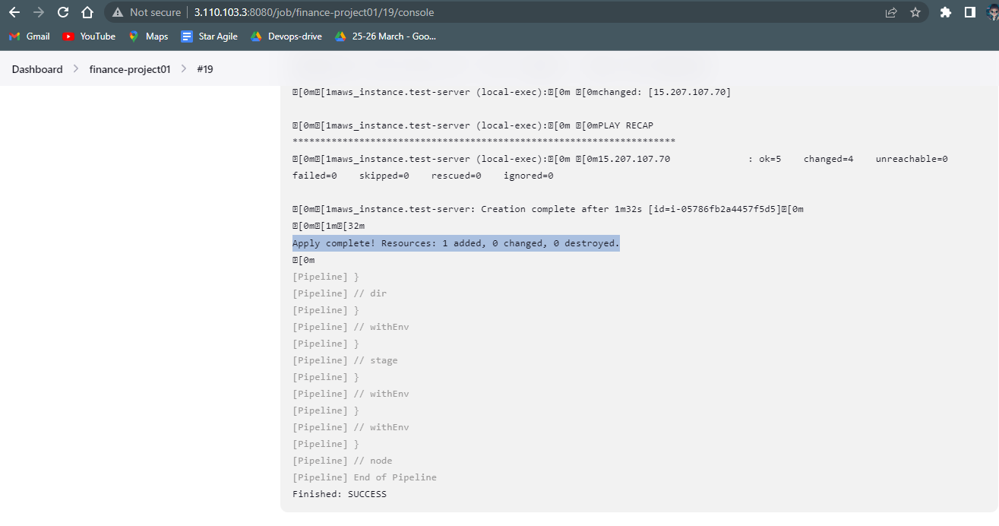 Not secure | 3.110.103.3:8080/job/finance-project01/19/console
Gmail YouTube Maps Star Agile Devops-drive 25-26 March - Goo...
Dashboard > finance-project01 > #19
[0m[1maws_instance.test-server (local-exec):[0m [0mchanged: [15.207.107.70]
[0m[1maws_instance.test-server (local-exec):[0m [0mPLAY RECAP
*********************************************************************
[0m[1maws_instance.test-server (local-exec):[0m [0m15.207.107.70              : ok=5    changed=4    unreachable=0
failed=0    skipped=0    rescued=0    ignored=0
[0m[1maws_instance.test-server: Creation complete after 1m32s [id=i-05786fb2a4457f5d5][0m
[0m[1m[32m
Apply complete! Resources: 1 added, 0 changed, 0 destroyed.
[0m
[Pipeline] }
[Pipeline] // dir
[Pipeline] }
[Pipeline] // withEnv
[Pipeline] }
[Pipeline] // stage
[Pipeline] }
[Pipeline] // withEnv
[Pipeline] }
[Pipeline] // withEnv
[Pipeline] }
[Pipeline] // node
[Pipeline] End of Pipeline
Finished: SUCCESS